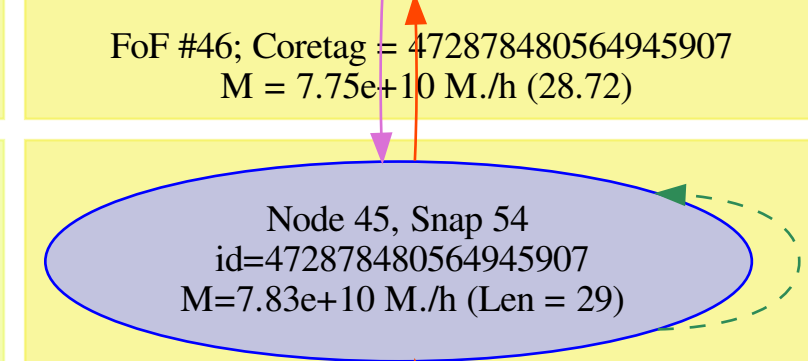 FoF #46; Coretag = 472878480564945907
M = 7.75e+10 M./h (28.72)
Node 45, Snap 54
id=472878480564945907
M=7.83e+10 M./h (Len = 29)